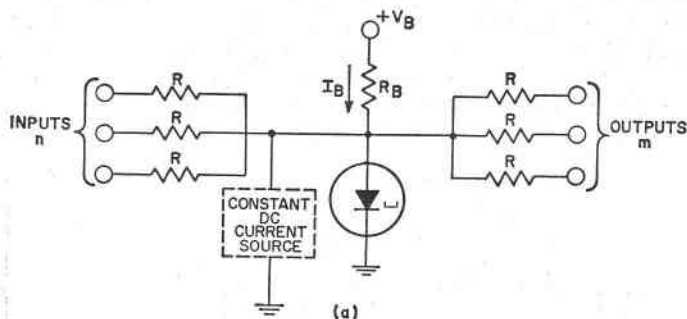 +V_B
I_B
R_B
R
R
R
INPUTS
n
R
R
R
OUTPUTS
m
CONSTANT
DC
CURRENT
SOURCE
(a)